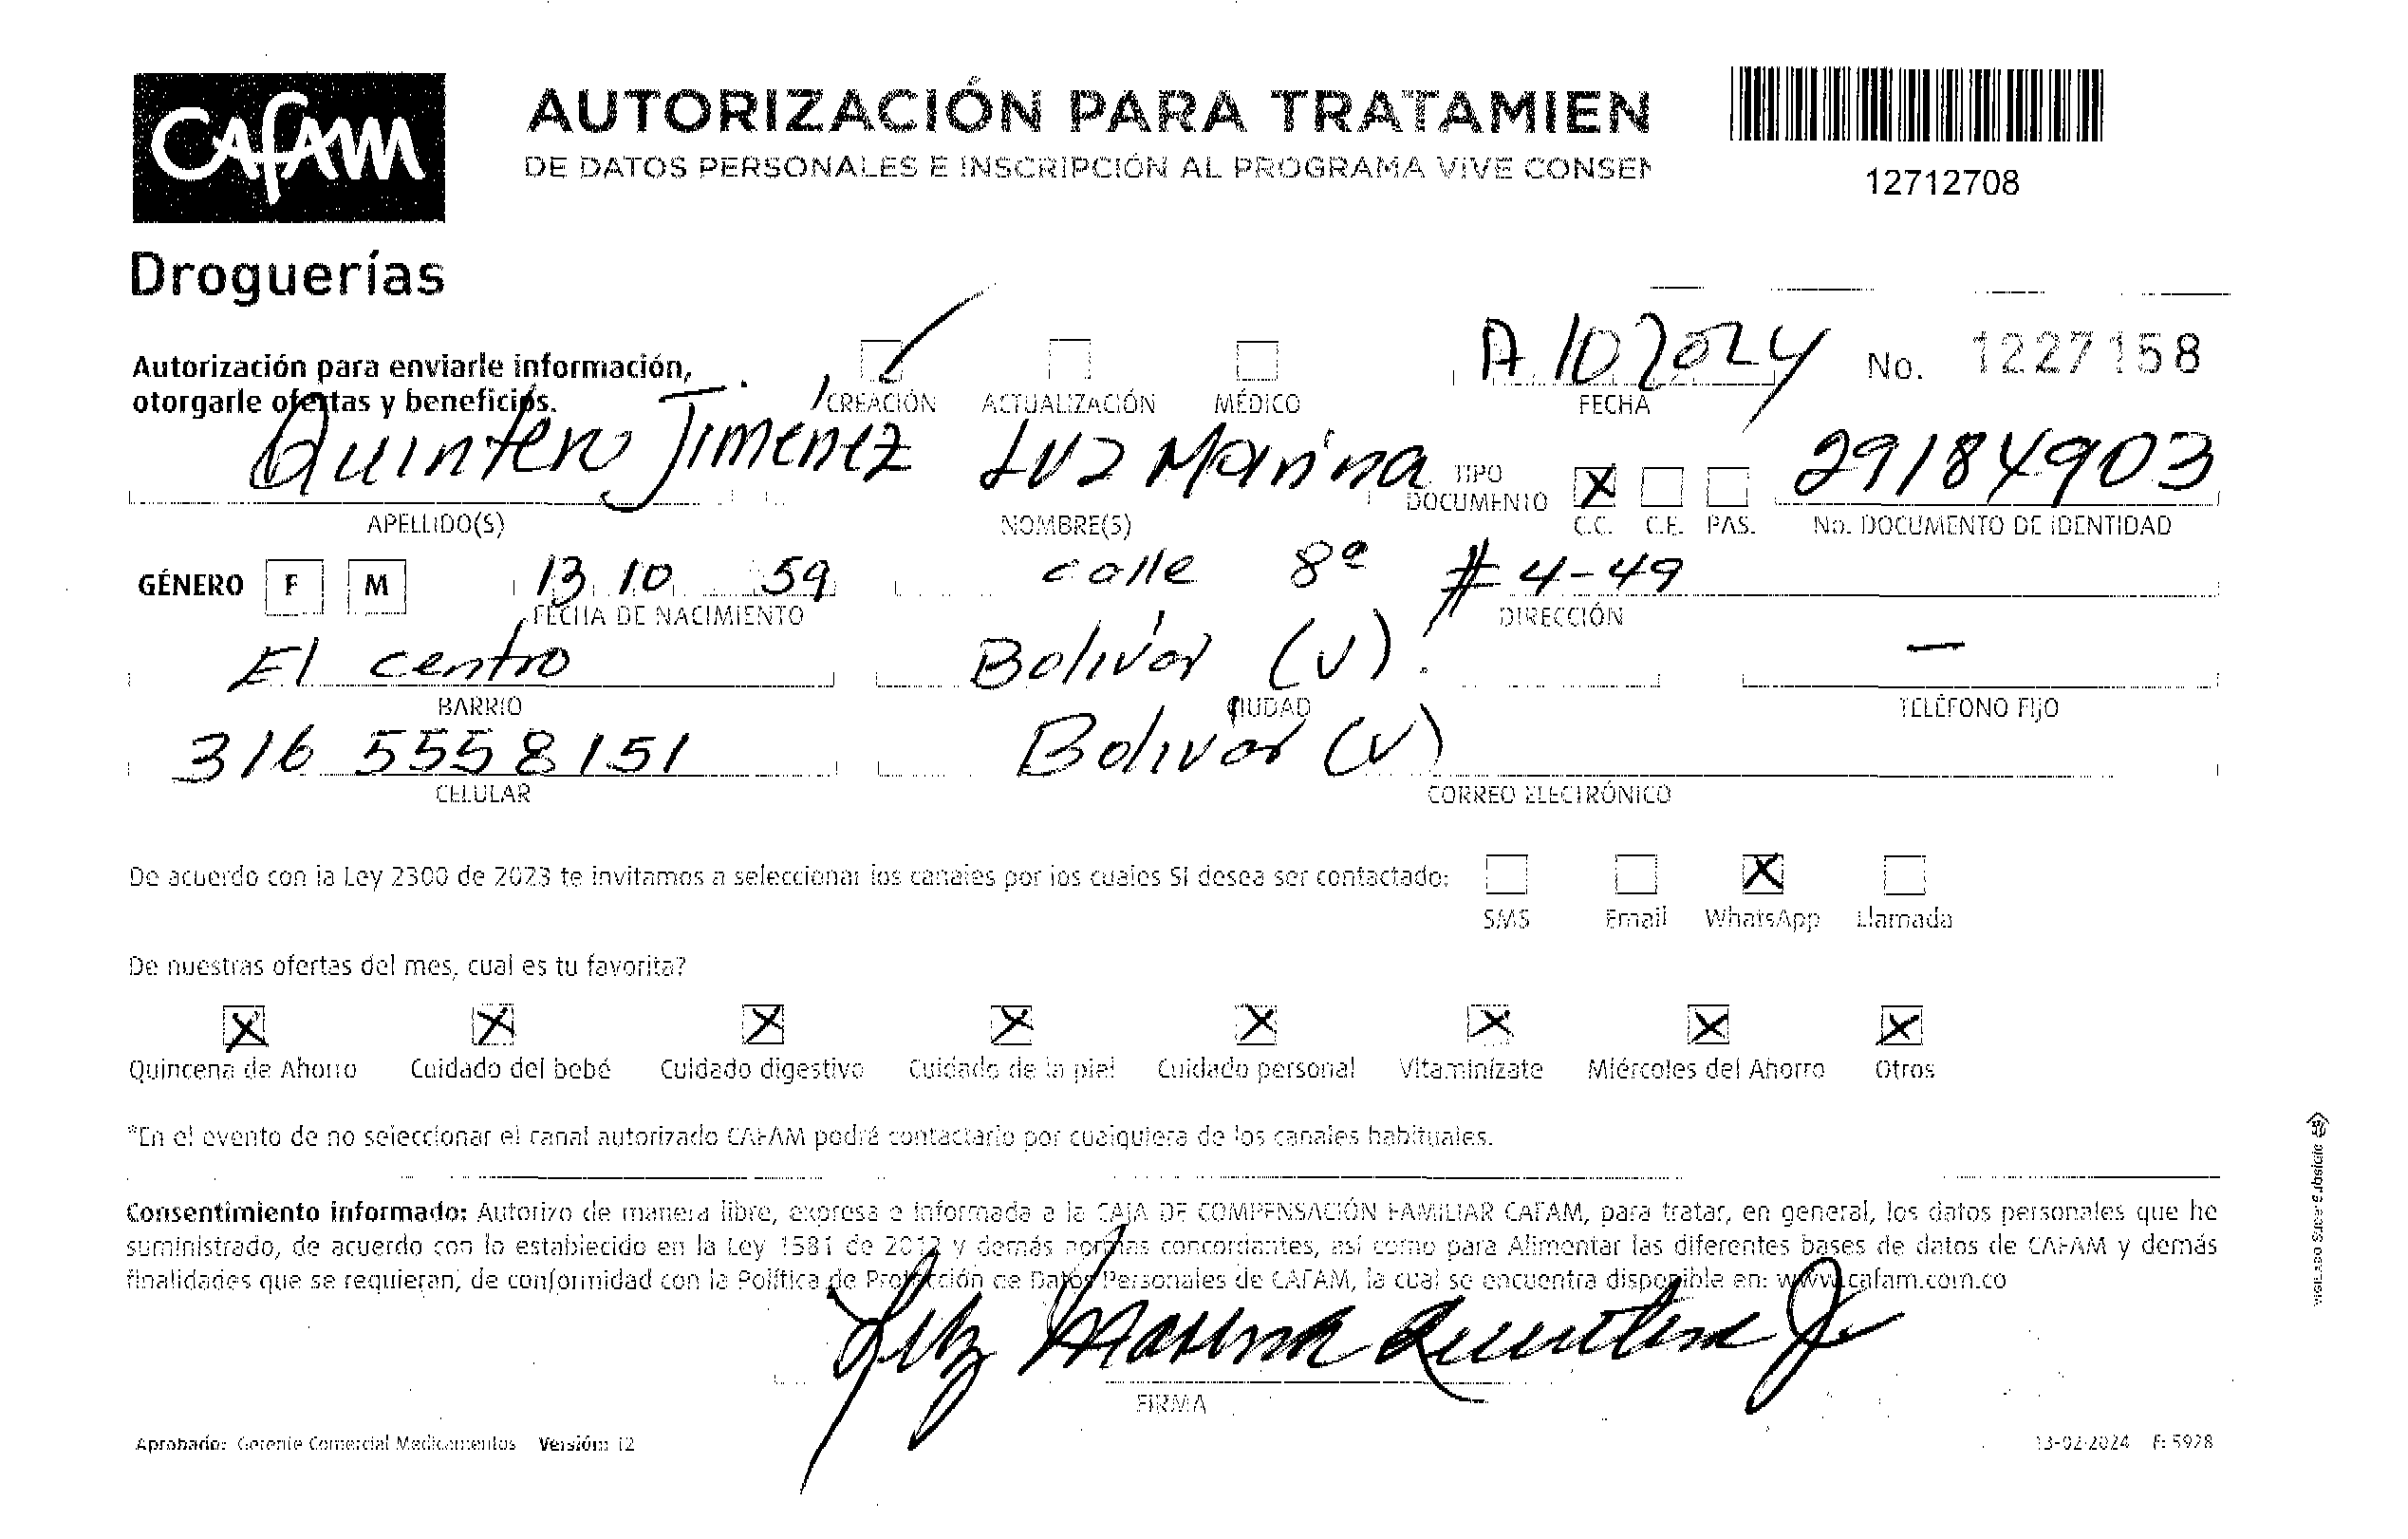 CAFAM
Droguerías
AUTORIZACIÓN PARA TRATAMIEN
DE DATOS PERSONALES E INSCRIPCIÓN AL PROGRAMA VIVE CONSEN
12712708
Autorización para enviarle información,
otorgarle ofertas y beneficios.
CREACIÓN ACTUALIZACIÓN MÉDICO
A 10 2024
FECHA
No. 1227158
Quintero Jiménez Luz Marina
TIPO DOCUMENTO X 29184903
APELLIDO(S) NOMBRE(S) C.C. C.E. PAS. No. DOCUMENTO DE IDENTIDAD
GÉNERO F M 13 10 59 calle 8ª # 4-49
FECHA DE NACIMIENTO DIRECCIÓN
El centro Bolívar (V). —
BARRIO CIUDAD TELÉFONO FIJO
316 5558151 Bolívar (V)
CELULAR CORREO ELECTRÓNICO
De acuerdo con la Ley 2300 de 2023 te invitamos a seleccionar los canales por los cuales SI desea ser contactado: X
SMS Email WhatsApp Llamada
De nuestras ofertas del mes, cual es tu favorita?
X X X X X X X X
Quincena de Ahorro Cuidado del bebé Cuidado digestivo Cuidado de la piel Cuidado personal Vitaminízate Miércoles del Ahorro Otros
*En el evento de no seleccionar el canal autorizado CAFAM podrá contactarlo por cualquiera de los canales habituales.
Consentimiento informado: Autorizo de manera libre, expresa e informada a la CAJA DE COMPENSACIÓN FAMILIAR CAFAM, para tratar, en general, los datos personales que he
suministrado, de acuerdo con lo establecido en la Ley 1581 de 2012 y demás normas concordantes, así como para Alimentar las diferentes bases de datos de CAFAM y demás
finalidades que se requieran, de conformidad con la Política de Protección de Datos Personales de CAFAM, la cual se encuentra disponible en: www.cafam.com.co
Luz Marina Quintero J
FIRMA
Aprobado: Gerente Comercial Medicamentos Versión: 12
13-02-2024 F: 5928
VIGILADO SuperSubsidio